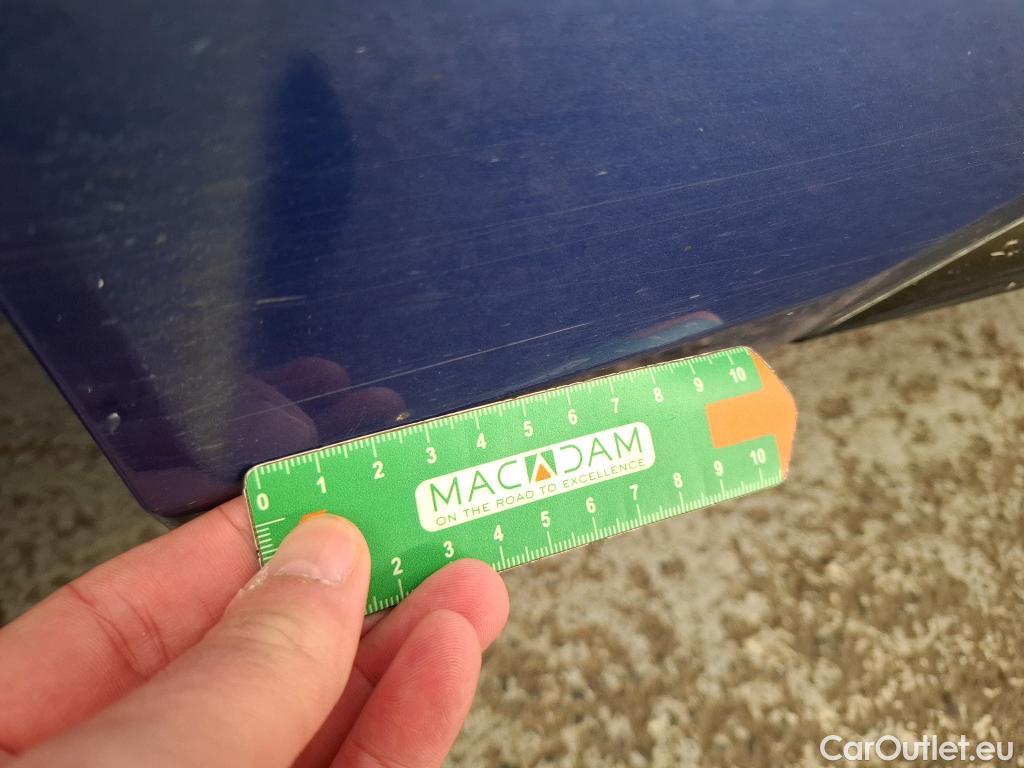 0 1 2 3 4 5 6 7 8 9 10
MACADAM
ON THE ROAD TO EXCELLENCE
2 3 4 5 6 7 8 9 10
CarOutlet.eu